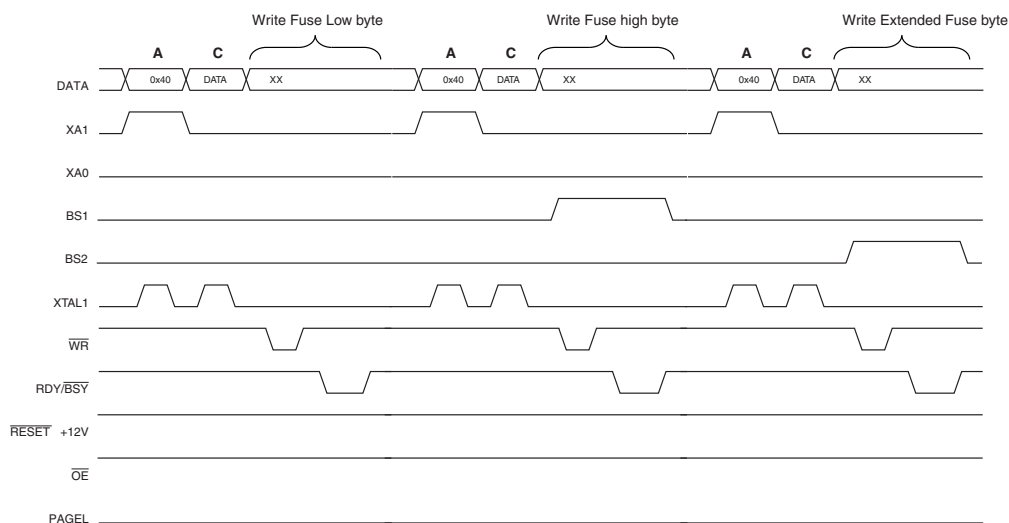 Write Fuse Low byte Write Fuse high byte Write Extended Fuse byte
A C A C A C
DATA 0x40 DATA XX 0x40 DATA XX 0x40 DATA XX
XA1
XA0
BS1
BS2
XTAL1
WR
RDY/BSY
RESET +12V
OE
PAGEL